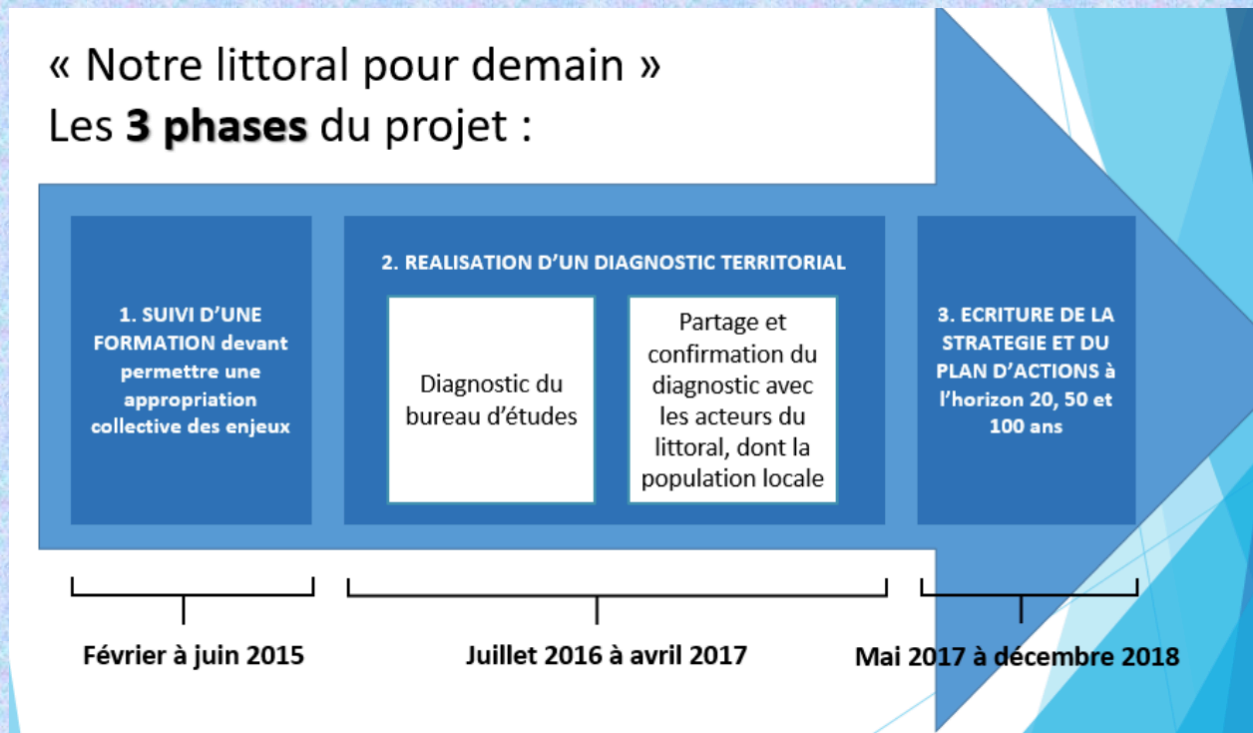 « Notre littoral pour demain »
Les 3 phases du projet :
1. SUIVI D’UNE
FORMATION devant
permettre une
appropriation
collective des enjeux
2. REALISATION D’UN DIAGNOSTIC TERRITORIAL
Diagnostic du
bureau d’études
Partage et
confirmation du
diagnostic avec
les acteurs du
littoral, dont la
population locale
3. ECRITURE DE LA
STRATEGIE ET DU
PLAN D’ACTIONS à
l’horizon 20, 50 et
100 ans
Février à juin 2015
Juillet 2016 à avril 2017
Mai 2017 à décembre 2018